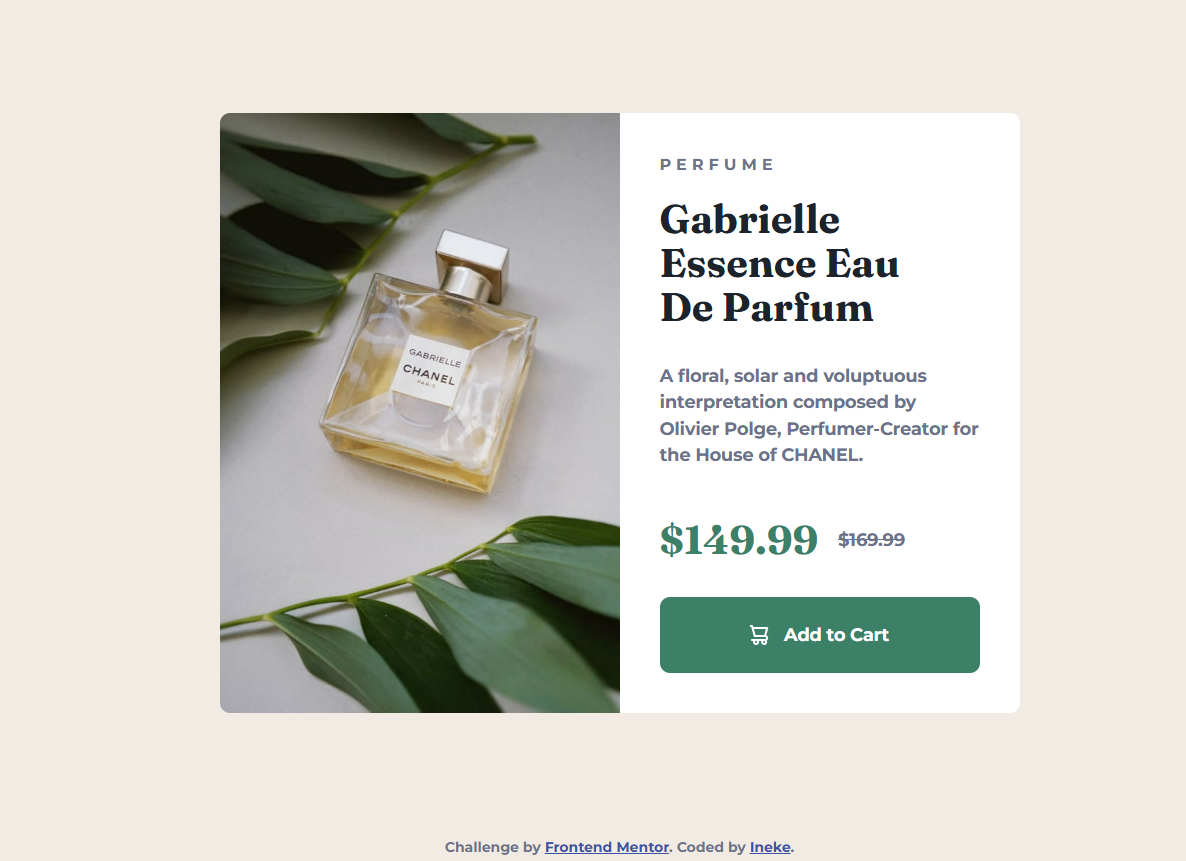 GABRIELLE
CHANEL
PARIS
PERFUME
Gabrielle
Essence Eau
De Parfum
A floral, solar and voluptuous
interpretation composed by
Olivier Polge, Perfumer-Creator for
the House of CHANEL.
$149.99 $169.99
Add to Cart
Challenge by Frontend Mentor. Coded by Ineke.